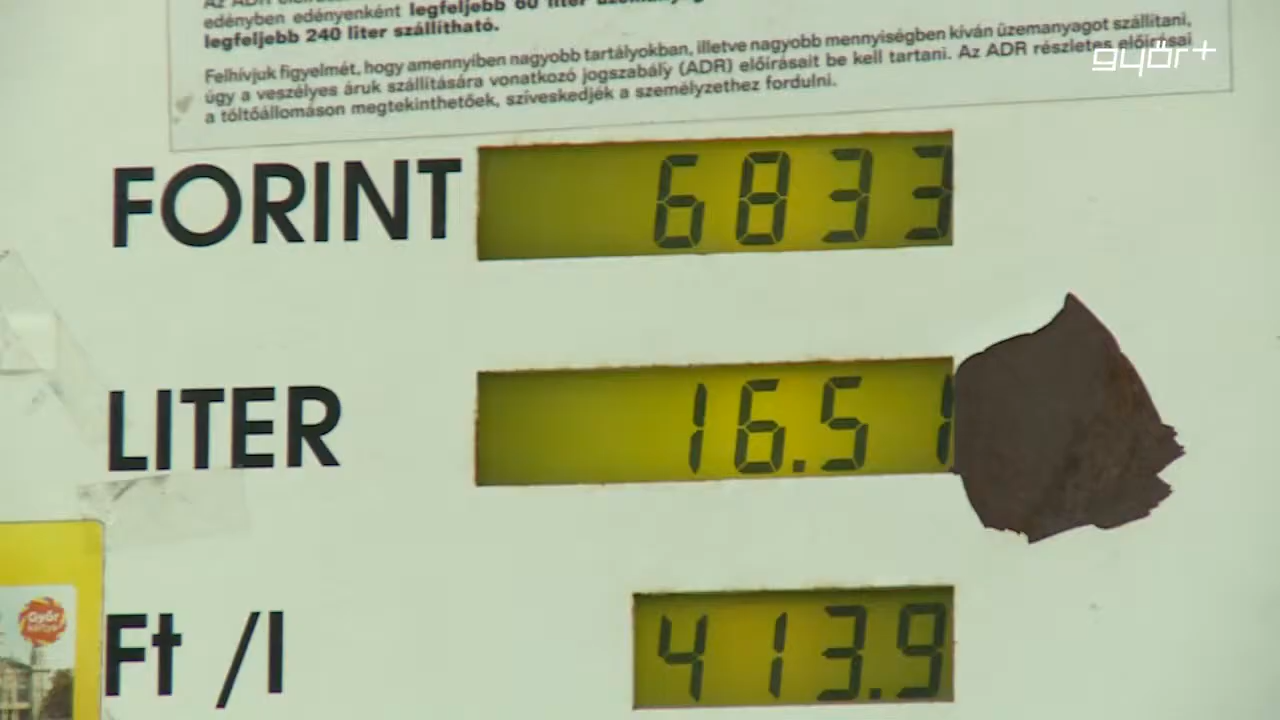 edényben edényenként legfeljebb 60 liter
legfeljebb 240 liter szállítható.
Felhívjuk figyelmét, hogy amennyiben nagyobb tartályokban, illetve nagyobb mennyiségben kíván üzemanyagot szállítani,
úgy a veszélyes áruk szállítására vonatkozó jogszabály (ADR) előírásait be kell tartani. Az ADR részletes előírásai
a töltőállomáson megtekinthetőek, szíveskedjék a személyzethez fordulni.
győr+
FORINT 6833
LITER 16.51
Ft /l 413.9
Győr